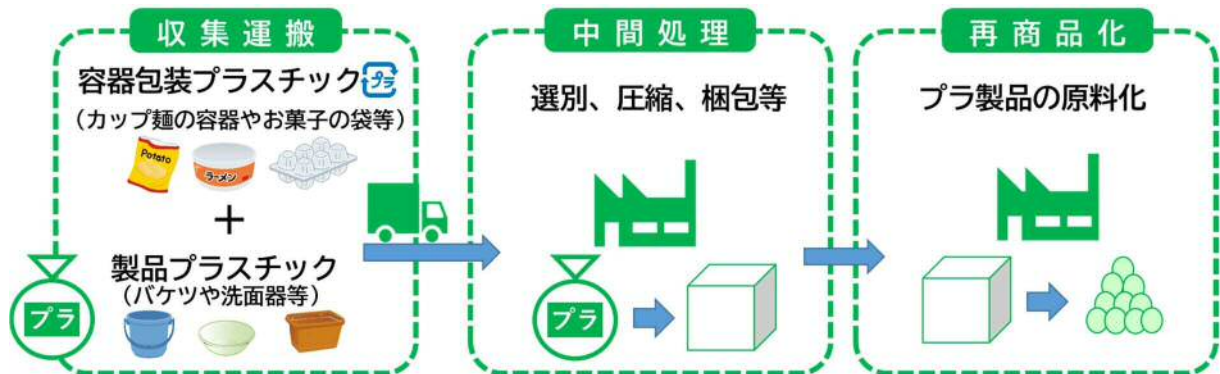 収集運搬
容器包装プラスチック プラ
(カップ麺の容器やお菓子の袋等)
Potato
ラーメン
+
製品プラスチック
(バケツや洗面器等)
プラ
中間処理
選別、圧縮、梱包等
プラ
再商品化
プラ製品の原料化